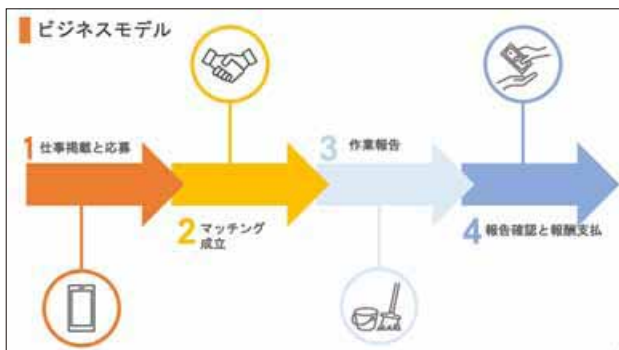 ビジネスモデル
1 仕事掲載と応募
2 マッチング
成立
3 作業報告
4 報告確認と報酬支払